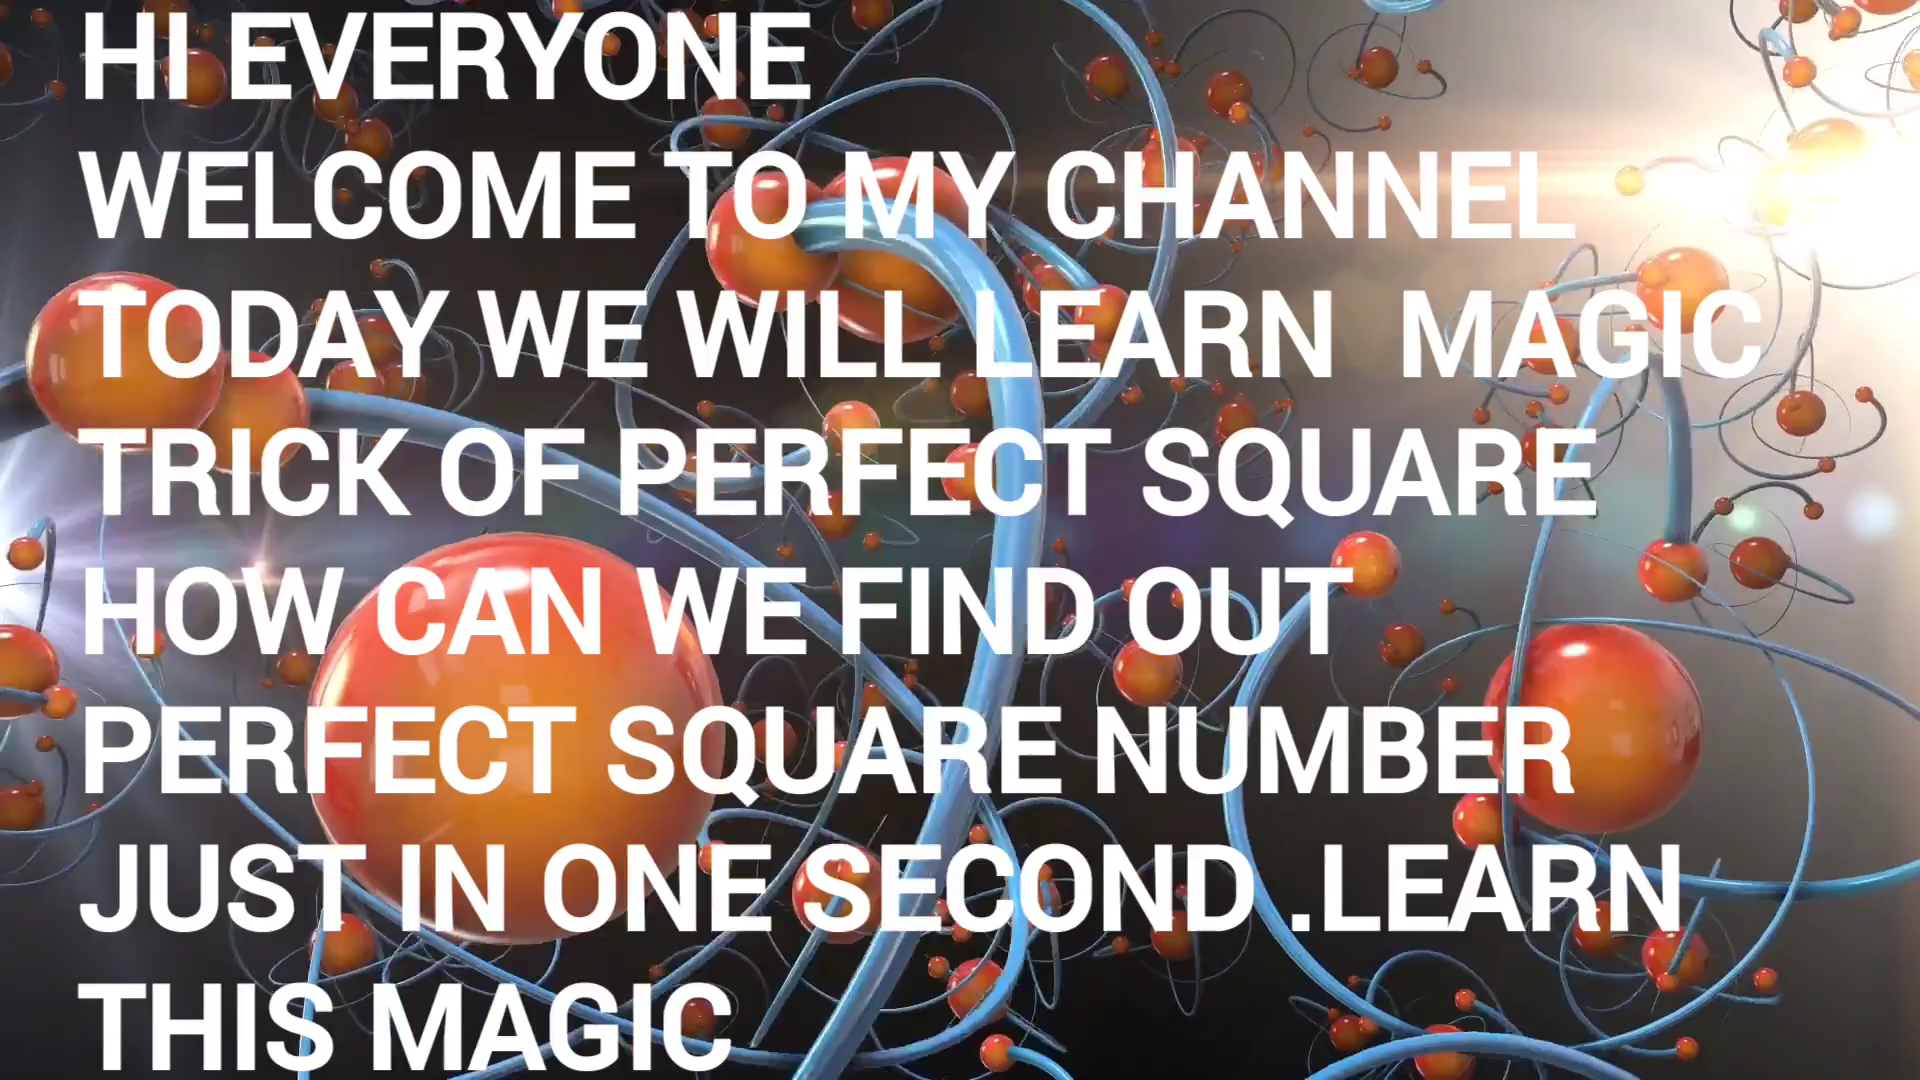 HI EVERYONE
WELCOME TO MY CHANNEL
TODAY WE WILL LEARN  MAGIC
TRICK OF PERFECT SQUARE
HOW CAN WE FIND OUT
PERFECT SQUARE NUMBER
JUST IN ONE SECOND .LEARN
THIS MAGIC